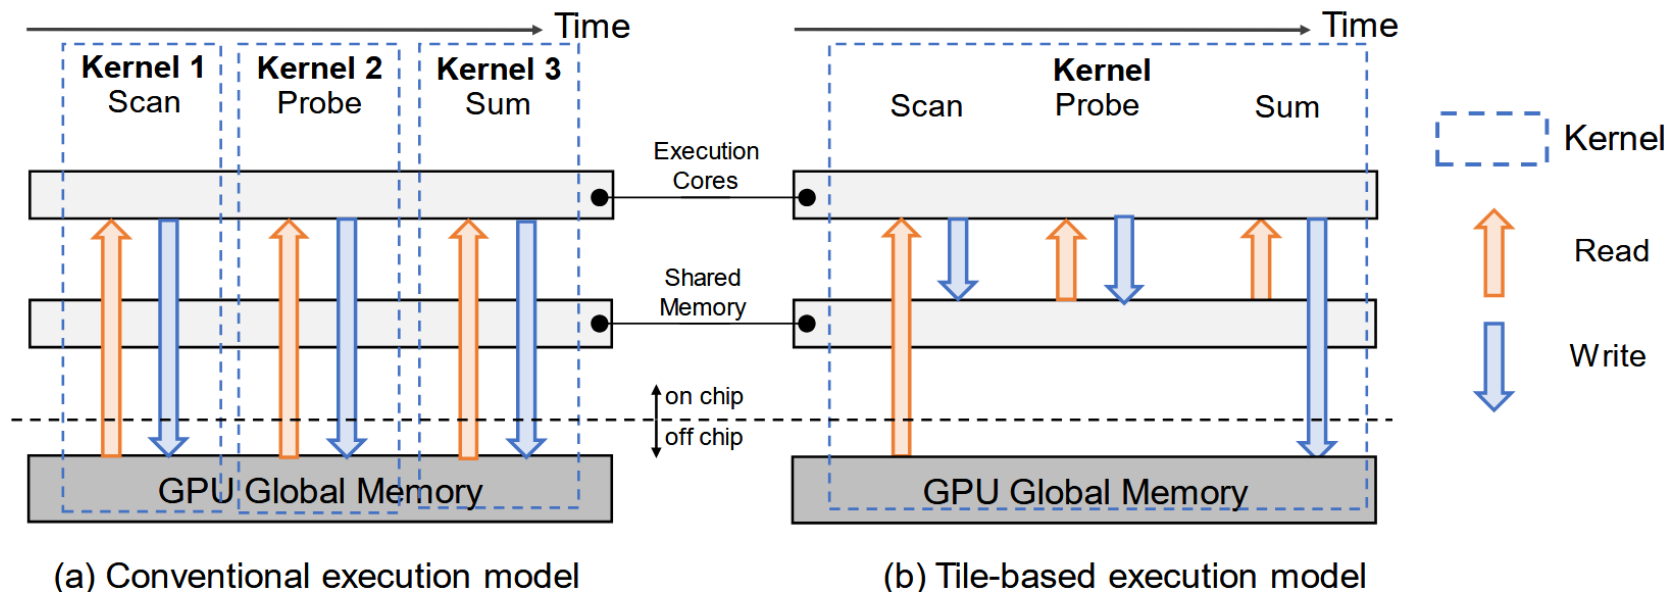 Time
Kernel 1
Scan
Kernel 2
Probe
Kernel 3
Sum
Execution
Cores
Shared
Memory
on chip
off chip
GPU Global Memory
(a) Conventional execution model
Time
Kernel
Scan
Probe
Sum
GPU Global Memory
(b) Tile-based execution model
Kernel
Read
Write